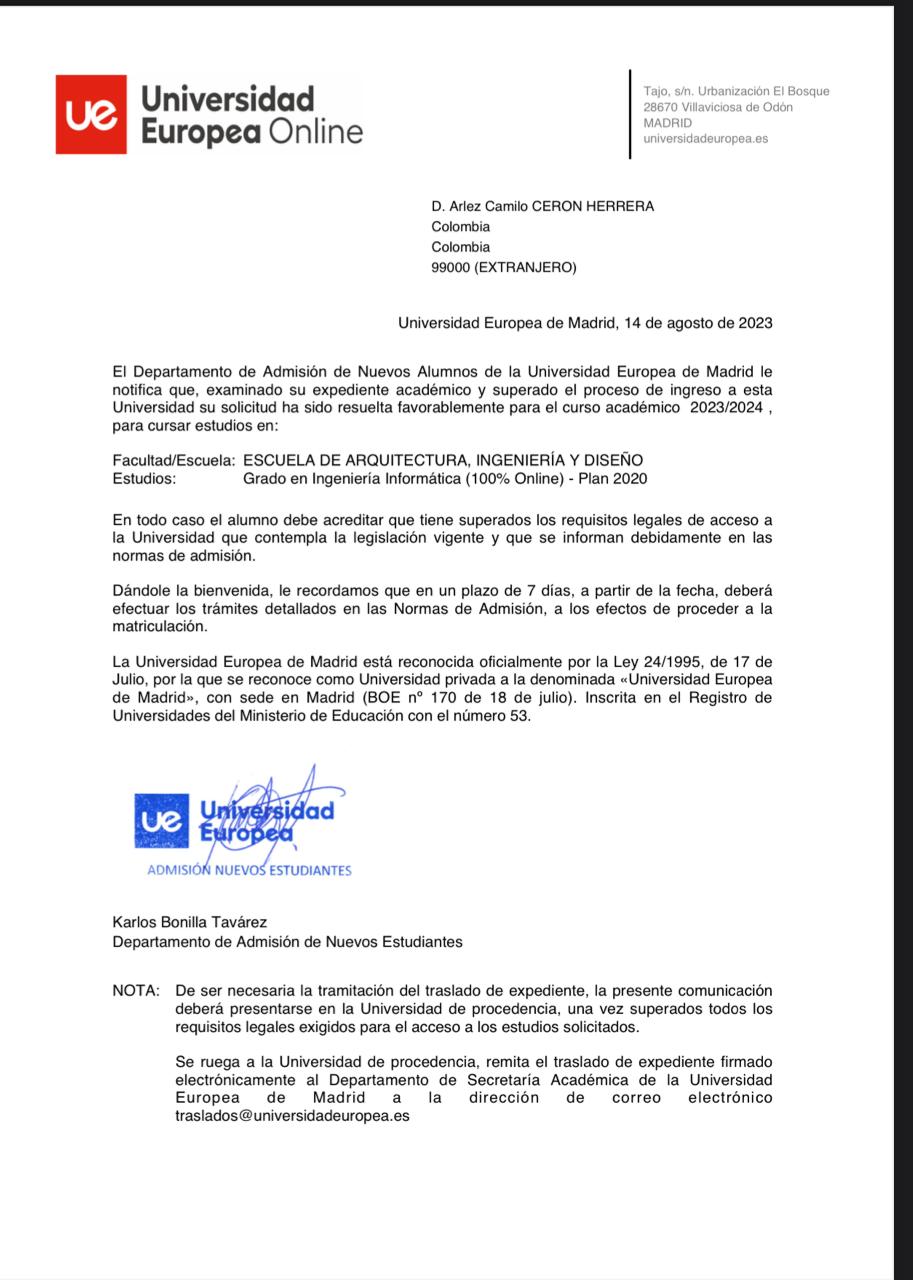 ue Universidad
Europea Online
Tajo, s/n. Urbanización El Bosque
28670 Villaviciosa de Odón
MADRID
universidadeuropea.es
D. Arlez Camilo CERON HERRERA
Colombia
Colombia
99000 (EXTRANJERO)
Universidad Europea de Madrid, 14 de agosto de 2023
El Departamento de Admisión de Nuevos Alumnos de la Universidad Europea de Madrid le
notifica que, examinado su expediente académico y superado el proceso de ingreso a esta
Universidad su solicitud ha sido resuelta favorablemente para el curso académico 2023/2024 ,
para cursar estudios en:
Facultad/Escuela: ESCUELA DE ARQUITECTURA, INGENIERÍA Y DISEÑO
Estudios: Grado en Ingeniería Informática (100% Online) - Plan 2020
En todo caso el alumno debe acreditar que tiene superados los requisitos legales de acceso a
la Universidad que contempla la legislación vigente y que se informan debidamente en las
normas de admisión.
Dándole la bienvenida, le recordamos que en un plazo de 7 días, a partir de la fecha, deberá
efectuar los trámites detallados en las Normas de Admisión, a los efectos de proceder a la
matriculación.
La Universidad Europea de Madrid está reconocida oficialmente por la Ley 24/1995, de 17 de
Julio, por la que se reconoce como Universidad privada a la denominada «Universidad Europea
de Madrid», con sede en Madrid (BOE nº 170 de 18 de julio). Inscrita en el Registro de
Universidades del Ministerio de Educación con el número 53.
ue Universidad
Europea
ADMISIÓN NUEVOS ESTUDIANTES
Karlos Bonilla Tavárez
Departamento de Admisión de Nuevos Estudiantes
NOTA: De ser necesaria la tramitación del traslado de expediente, la presente comunicación
deberá presentarse en la Universidad de procedencia, una vez superados todos los
requisitos legales exigidos para el acceso a los estudios solicitados.
Se ruega a la Universidad de procedencia, remita el traslado de expediente firmado
electrónicamente al Departamento de Secretaría Académica de la Universidad
Europea de Madrid a la dirección de correo electrónico
traslados@universidadeuropea.es